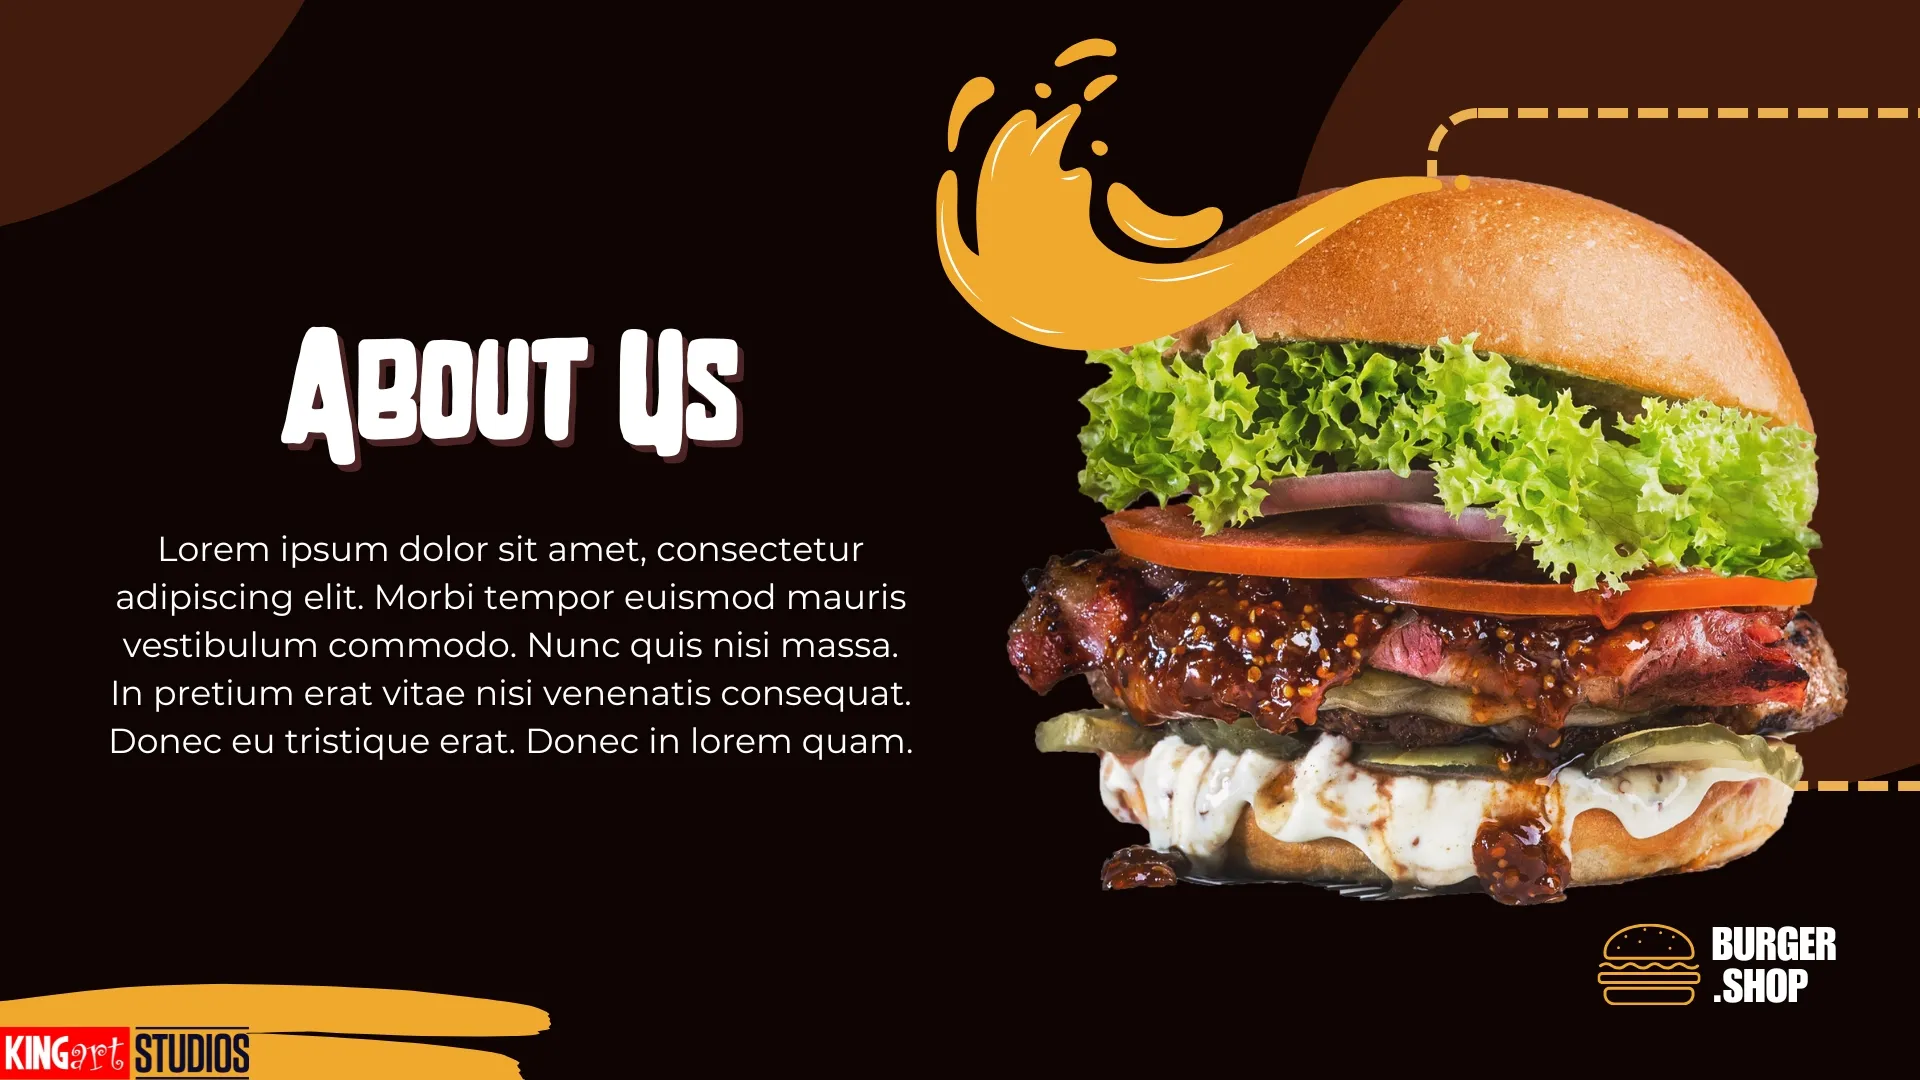 About Us
Lorem ipsum dolor sit amet, consectetur
adipiscing elit. Morbi tempor euismod mauris
vestibulum commodo. Nunc quis nisi massa.
In pretium erat vitae nisi venenatis consequat.
Donec eu tristique erat. Donec in lorem quam.
BURGER
.SHOP
KINGart STUDIOS